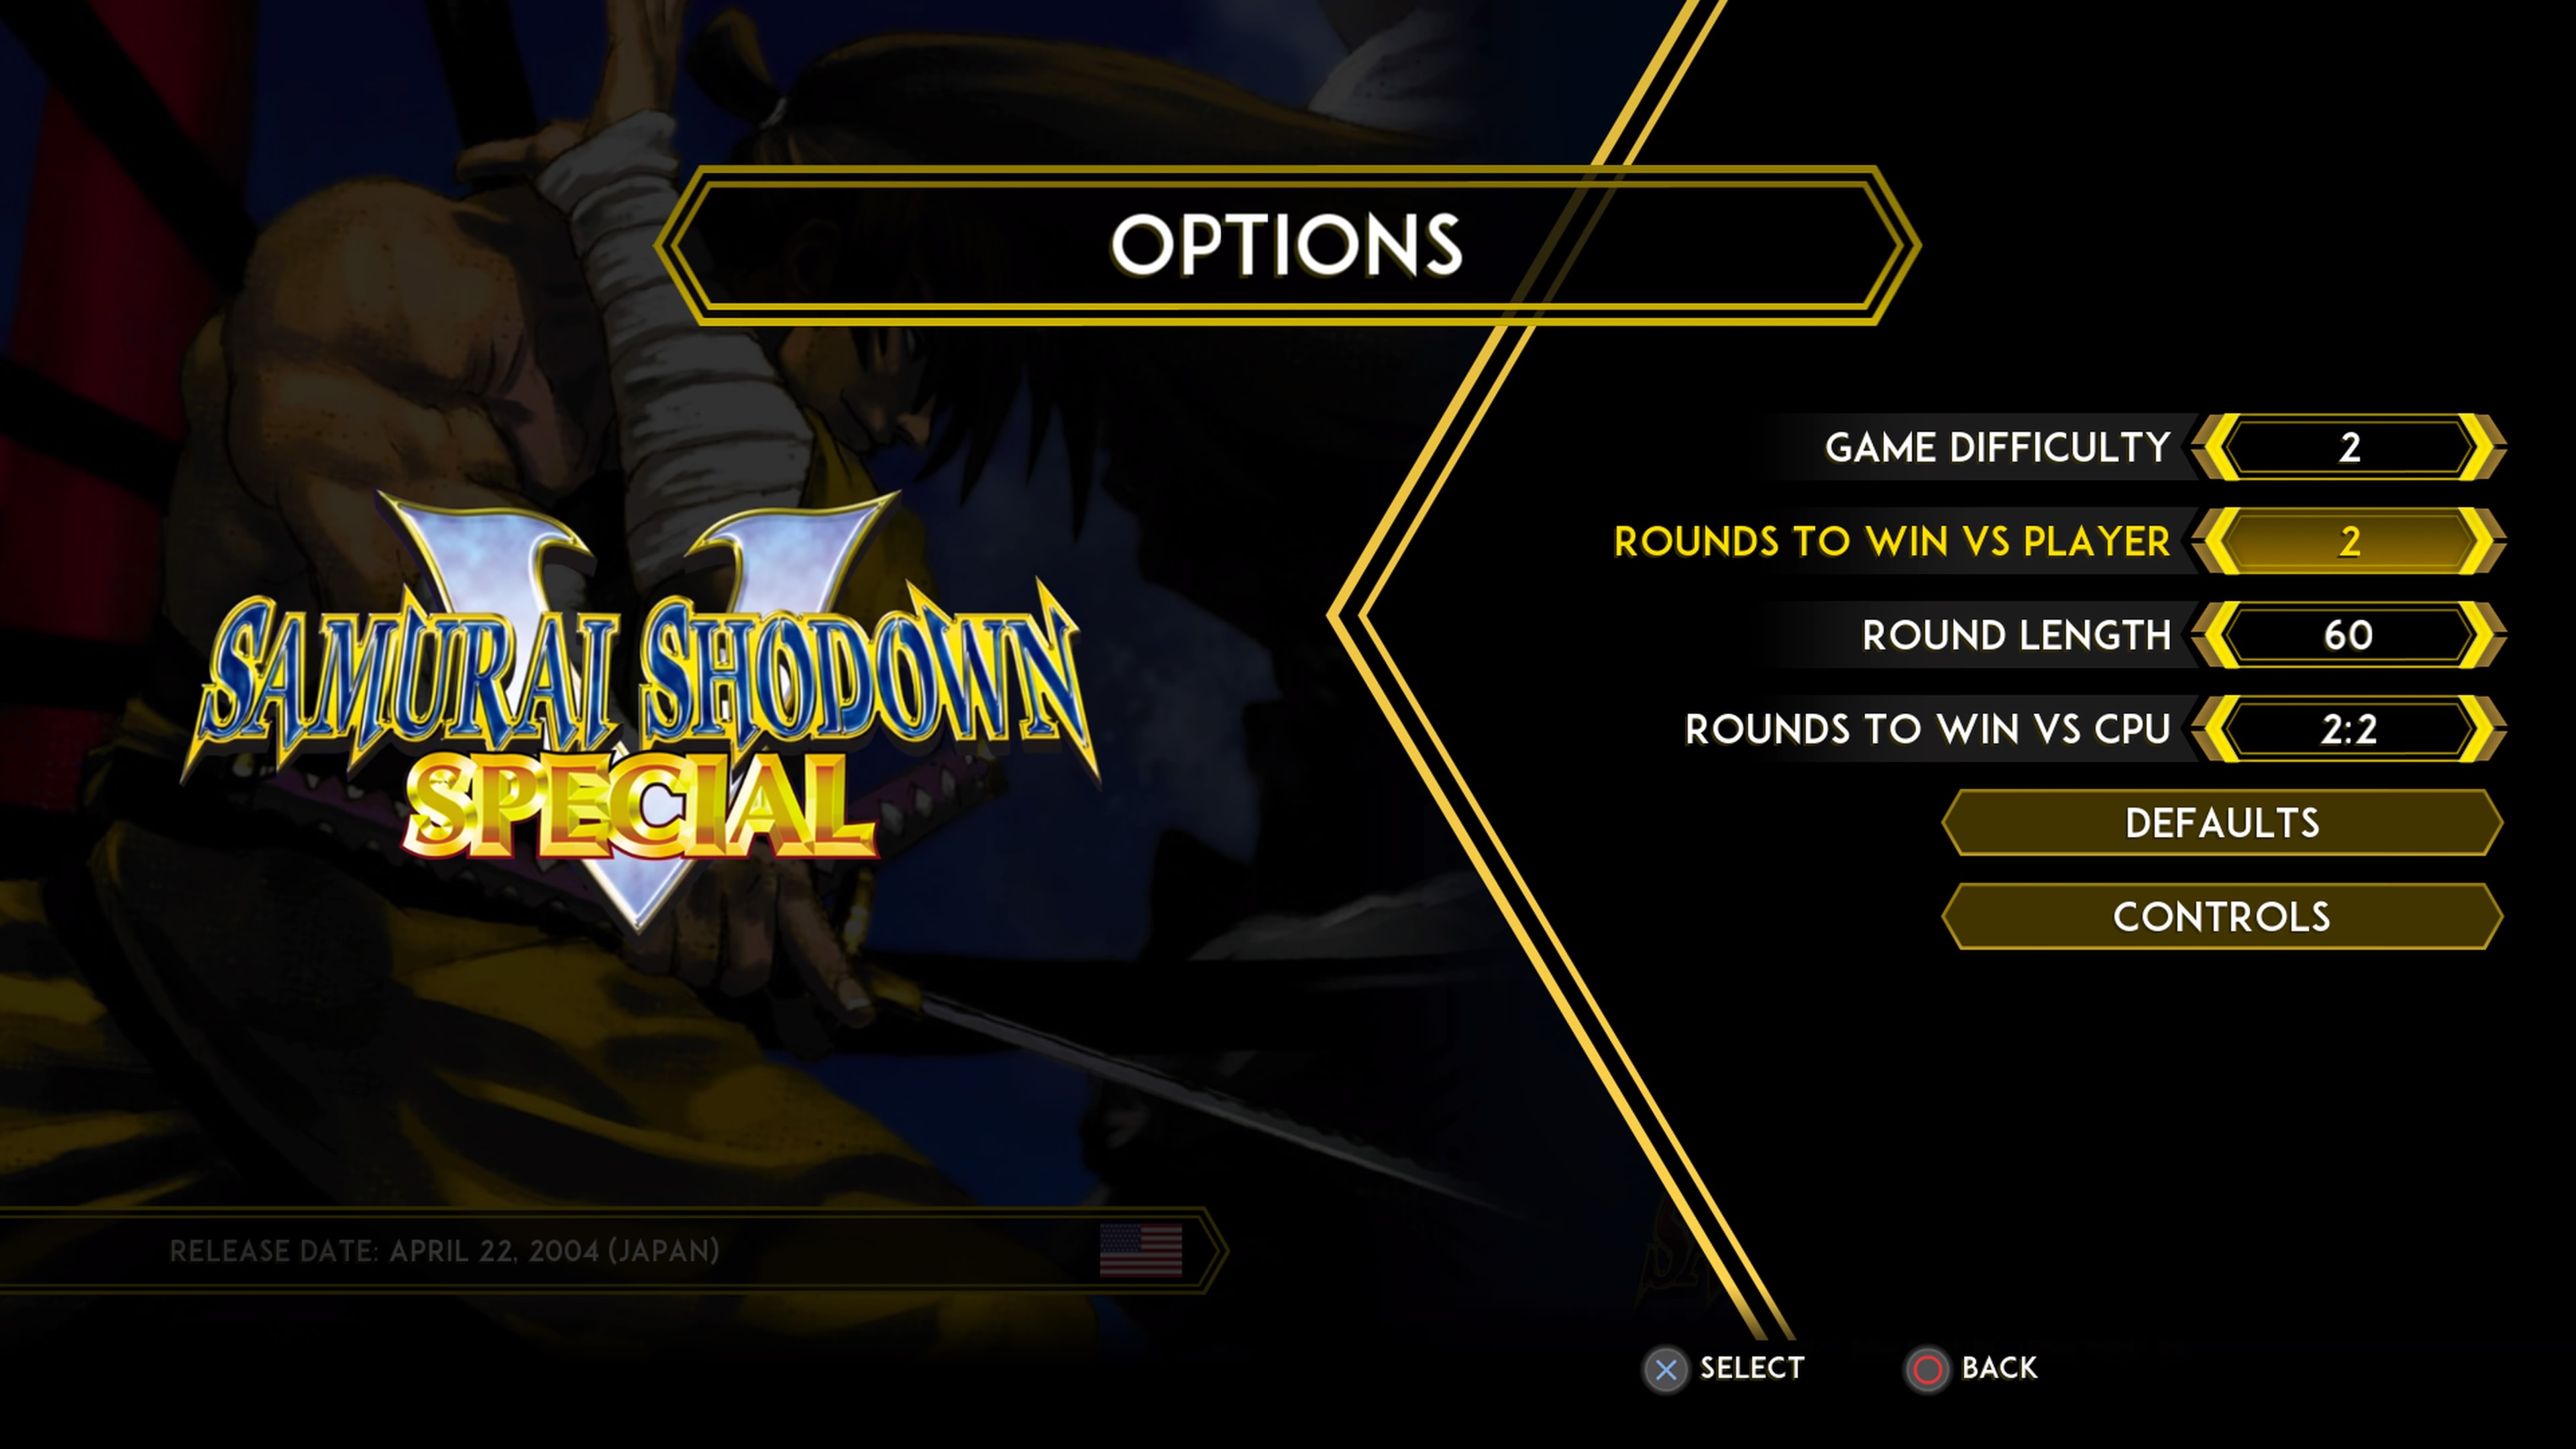 OPTIONS
V
SAMURAI SHODOWN
SPECIAL
GAME DIFFICULTY 2
ROUNDS TO WIN VS PLAYER 2
ROUND LENGTH 60
ROUNDS TO WIN VS CPU 2:2
DEFAULTS
CONTROLS
RELEASE DATE: APRIL 22, 2004 (JAPAN)
SELECT BACK